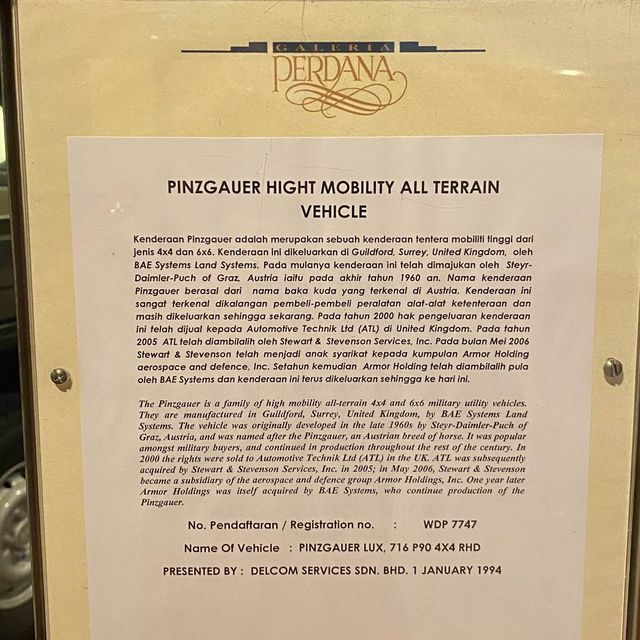 GALERIA
PERDANA
PINZGAUER HIGHT MOBILITY ALL TERRAIN
VEHICLE
Kenderaan Pinzgauer adalah merupakan sebuah kenderaan tentera mobiliti tinggi dari
jenis 4x4 dan 6x6. Kenderaan ini dikeluarkan di Guildford, Surrey, United Kingdom, oleh
BAE Systems Land Systems. Pada mulanya kenderaan ini telah dimajukan oleh Steyr-
Daimler-Puch of Graz, Austria iaitu pada akhir tahun 1960 an. Nama kenderaan
Pinzgauer berasal dari nama baka kuda yang terkenal di Austria. Kenderaan ini
sangat terkenal dikalangan pembeli-pembeli peralatan alat-alat ketenteraan dan
masih dikeluarkan sehingga sekarang. Pada tahun 2000 hak pengeluaran kenderaan
ini telah dijual kepada Automotive Technik Ltd (ATL) di United Kingdom. Pada tahun
2005 ATL telah diambilalih oleh Stewart & Stevenson Services, Inc. Pada bulan Mei 2006
Stewart & Stevenson telah menjadi anak syarikat kepada kumpulan Armor Holding
aerospace and defence, Inc. Setahun kemudian Armor Holding telah diambilalih pula
oleh BAE Systems dan kenderaan ini terus dikeluarkan sehingga ke hari ini.
The Pinzgauer is a family of high mobility all-terrain 4x4 and 6x6 military utility vehicles.
They are manufactured in Guildford, Surrey, United Kingdom, by BAE Systems Land
Systems. The vehicle was originally developed in the late 1960s by Steyr-Daimler-Puch of
Graz, Austria, and was named after the Pinzgauer, an Austrian breed of horse. It was popular
amongst military buyers, and continued in production throughout the rest of the century. In
2000 the rights were sold to Automotive Technik Ltd (ATL) in the UK. ATL was subsequently
acquired by Stewart & Stevenson Services, Inc. in 2005; in May 2006, Stewart & Stevenson
became a subsidiary of the aerospace and defence group Armor Holdings, Inc. One year later
Armor Holdings was itself acquired by BAE Systems, who continue production of the
Pinzgauer.
No. Pendaftaran / Registration no. : WDP 7747
Name Of Vehicle : PINZGAUER LUX, 716 P90 4X4 RHD
PRESENTED BY : DELCOM SERVICES SDN. BHD. 1 JANUARY 1994